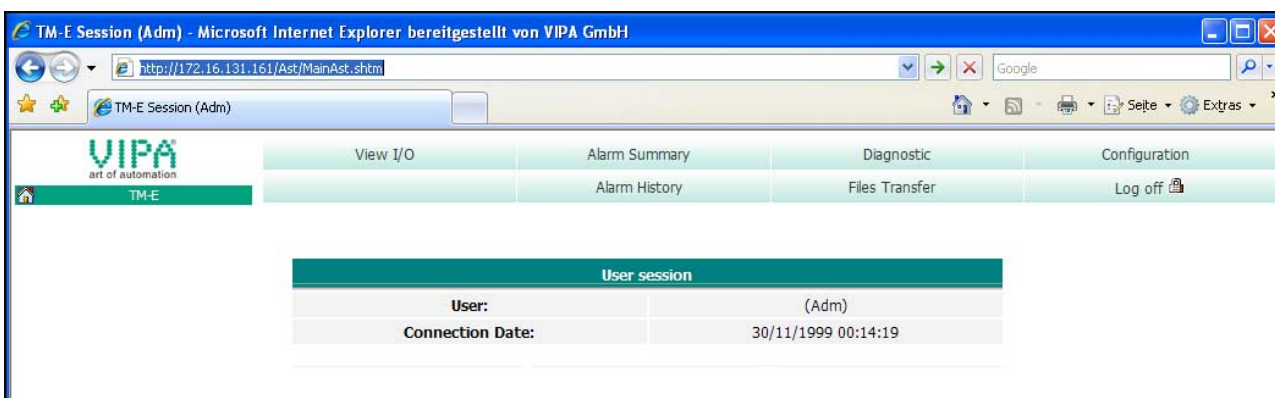 TM-E Session (Adm) - Microsoft Internet Explorer bereitgestellt von VIPA GmbH
http://172.16.131.161/Ast/MainAst.shtm
Google
TM-E Session (Adm)
Seite
Extras
VIPA
art of automation
TM-E
View I/O
Alarm Summary
Diagnostic
Configuration
Alarm History
Files Transfer
Log off
User session
User: (Adm)
Connection Date: 30/11/1999 00:14:19